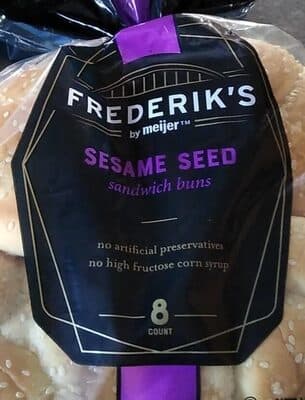 FREDERIK'S
by meijer™
SESAME SEED
sandwich buns
no artificial preservatives
no high fructose corn syrup
8
COUNT